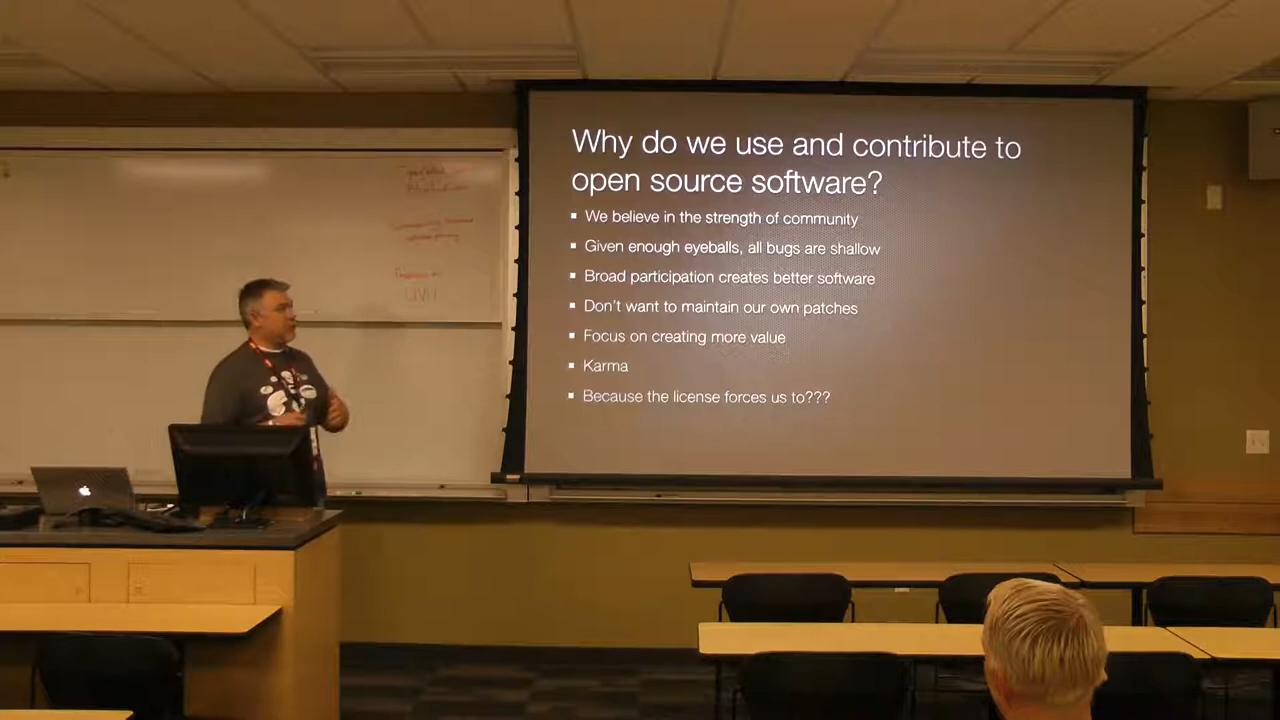 Why do we use and contribute to
open source software?
▪ We believe in the strength of community
▪ Given enough eyeballs, all bugs are shallow
▪ Broad participation creates better software
▪ Don't want to maintain our own patches
▪ Focus on creating more value
▪ Karma
▪ Because the license forces us to???